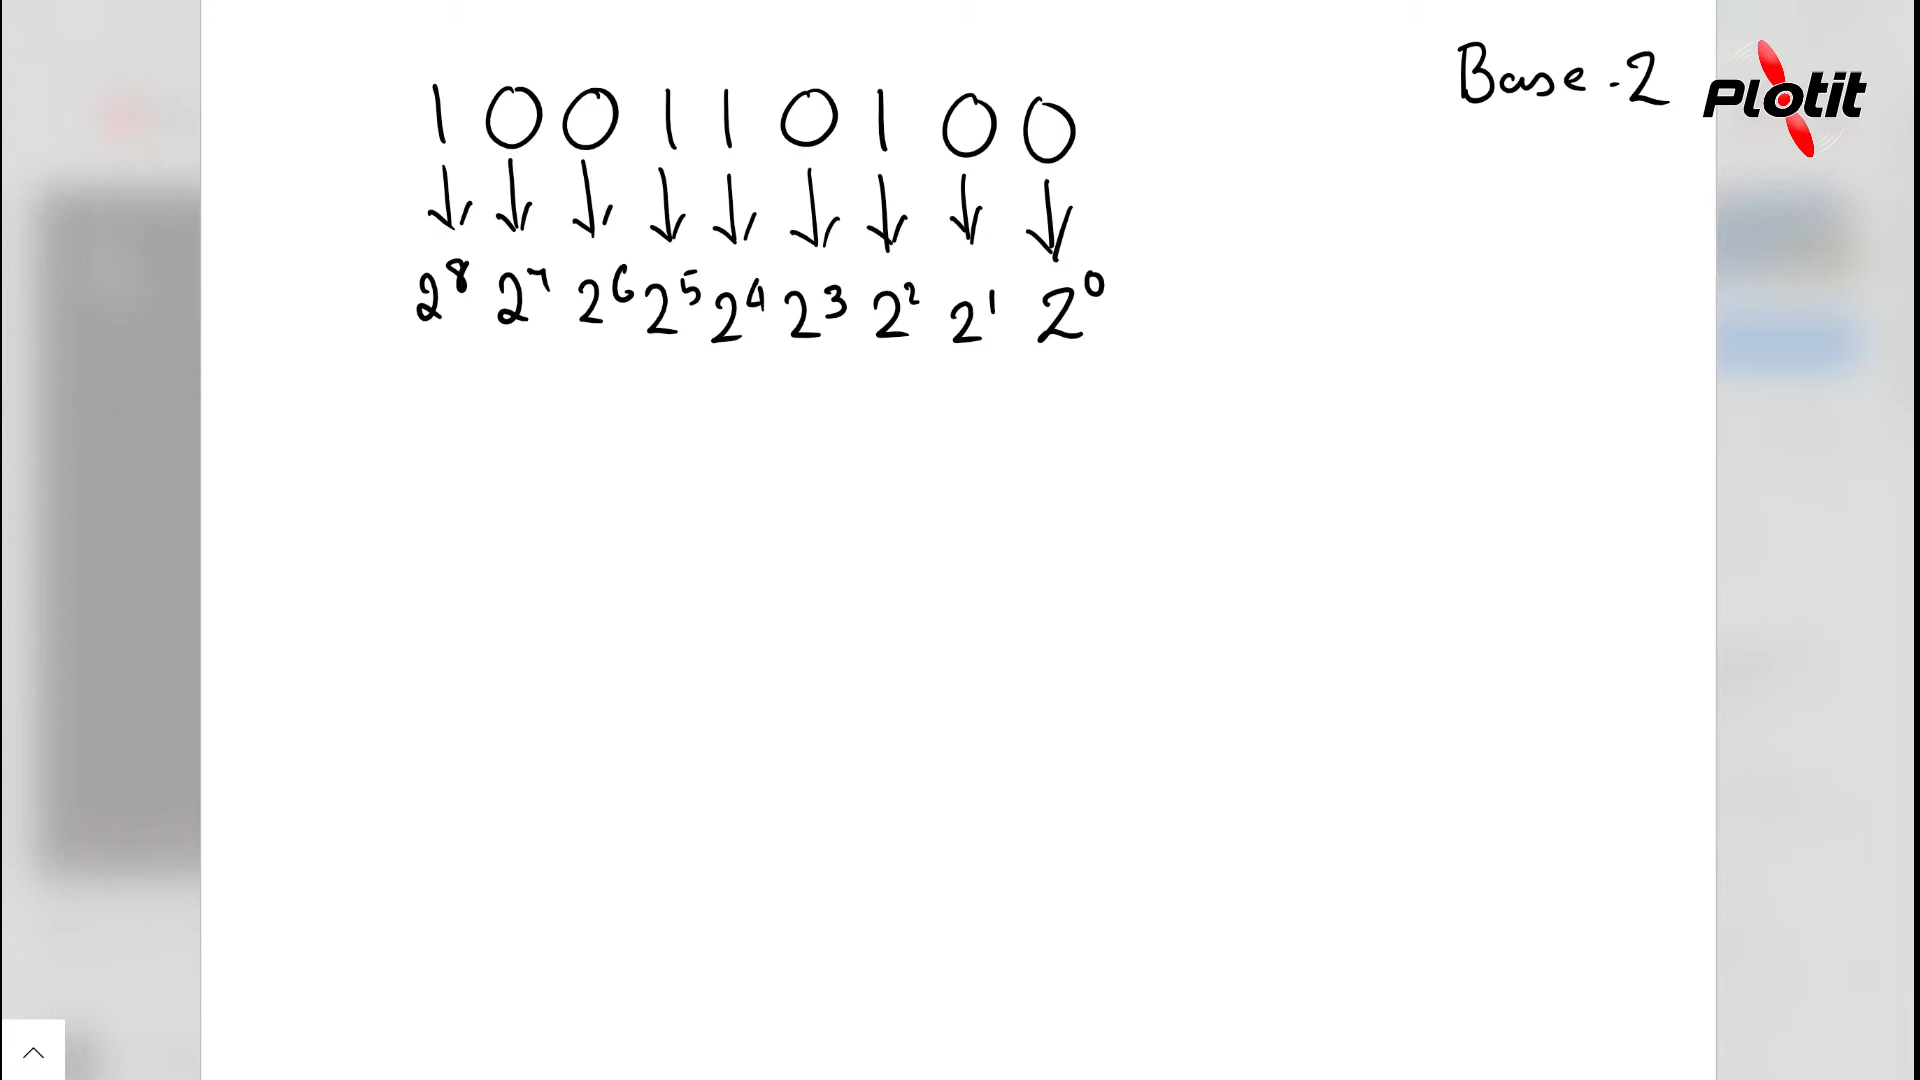 Base-2
Plotit
1 0 0 1 1 0 1 0 0
2⁸ 2⁷ 2⁶ 2⁵ 2⁴ 2³ 2² 2¹ 2⁰